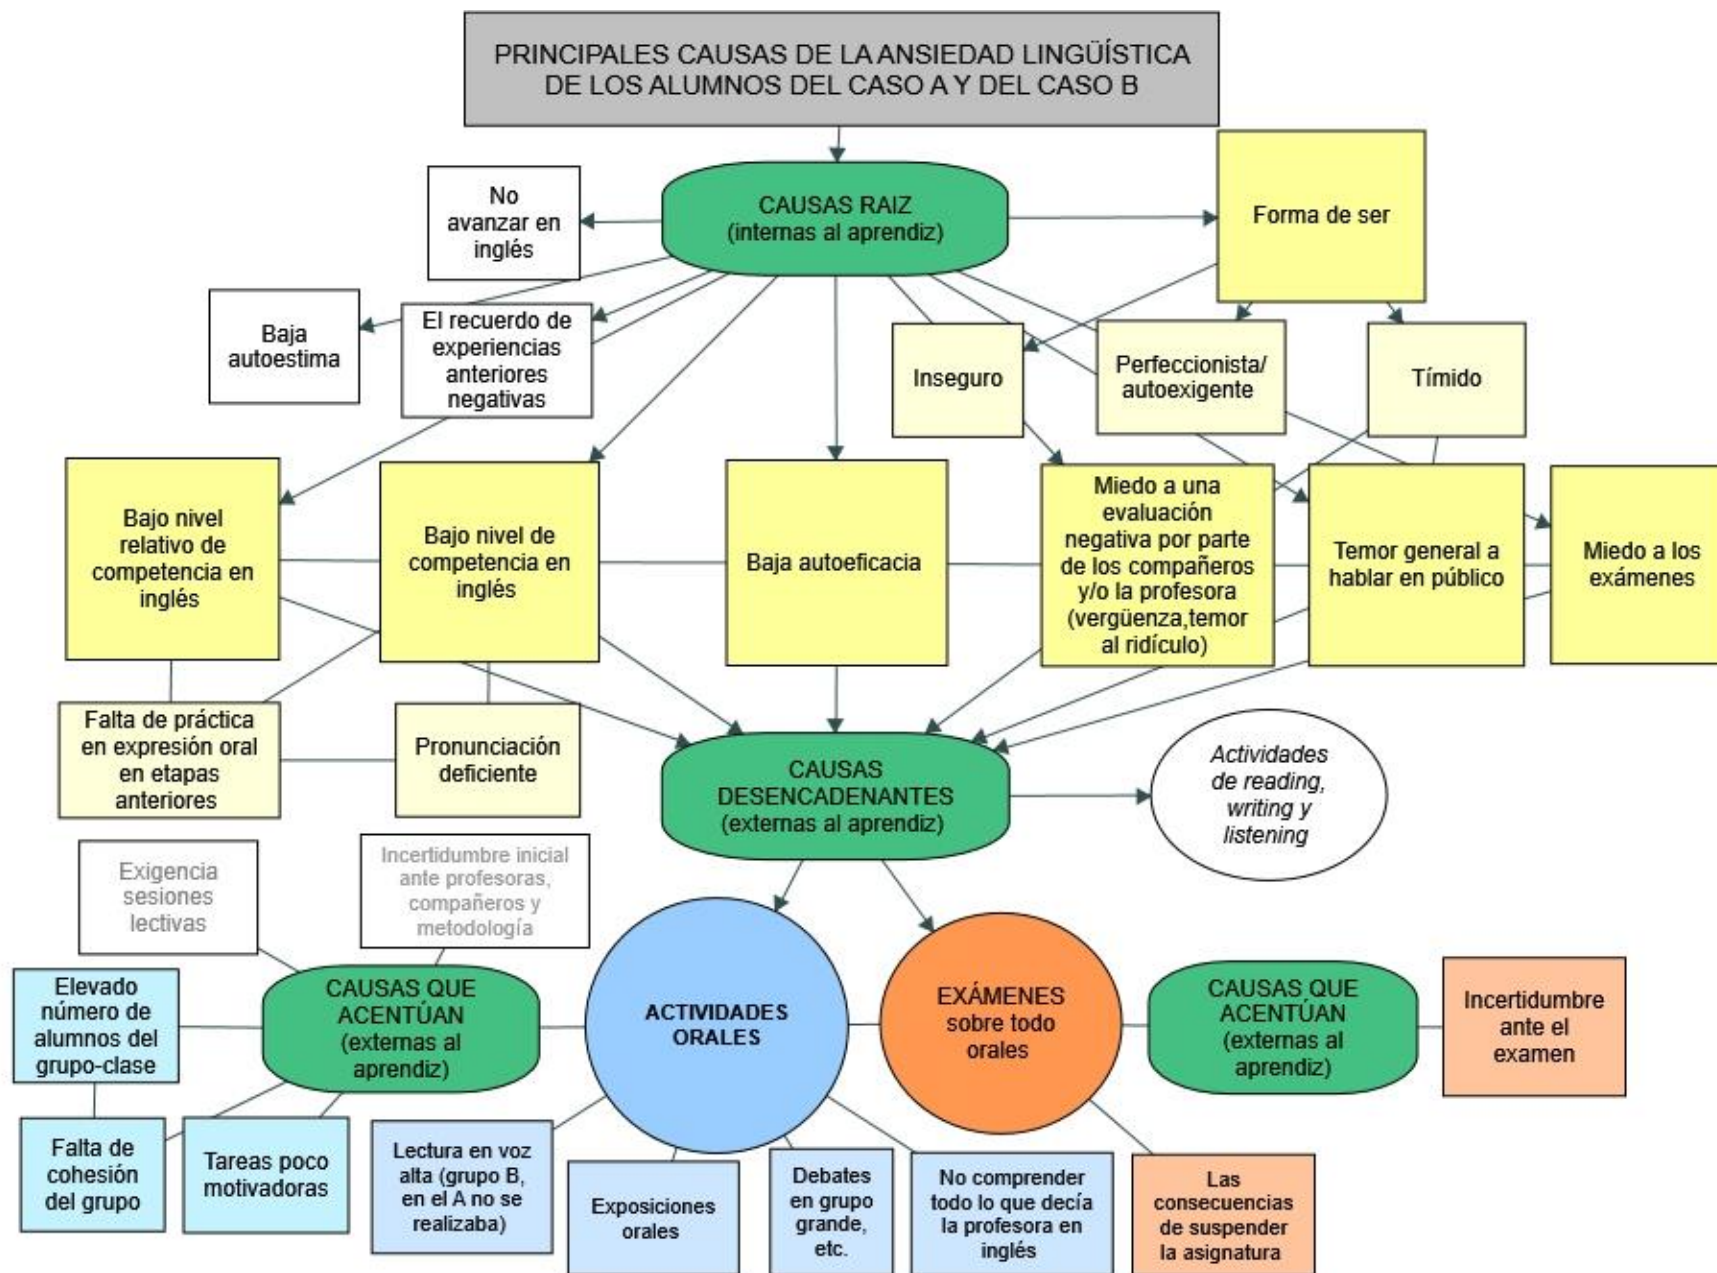 PRINCIPALES CAUSAS DE LA ANSIEDAD LINGÜÍSTICA
DE LOS ALUMNOS DEL CASO A Y DEL CASO B
No
avanzar en
inglés
CAUSAS RAIZ
(internas al aprendiz)
Forma de ser
Baja
autoestima
El recuerdo de
experiencias
anteriores
negativas
Inseguro
Perfeccionista/
autoexigente
Tímido
Bajo nivel
relativo de
competencia en
inglés
Bajo nivel de
competencia en
inglés
Baja autoeficacia
Miedo a una
evaluación
negativa por parte
de los compañeros
y/o la profesora
(vergüenza,temor
al ridículo)
Temor general a
hablar en público
Miedo a los
exámenes
Falta de práctica
en expresión oral
en etapas
anteriores
Pronunciación
deficiente
CAUSAS
DESENCADENANTES
(externas al aprendiz)
Actividades
de reading,
writing y
listening
Exigencia
sesiones
lectivas
Incertidumbre inicial
ante profesoras,
compañeros y
metodología
Elevado
número de
alumnos del
grupo-clase
CAUSAS QUE
ACENTÚAN
(externas al
aprendiz)
ACTIVIDADES
ORALES
EXÁMENES
sobre todo
orales
CAUSAS QUE
ACENTÚAN
(externas al
aprendiz)
Incertidumbre
ante el
examen
Falta de
cohesión
del grupo
Tareas poco
motivadoras
Lectura en voz
alta (grupo B,
en el A no se
realizaba)
Exposiciones
orales
Debates
en grupo
grande,
etc.
No comprender
todo lo que decía
la profesora en
inglés
Las
consecuencias
de suspender
la asignatura